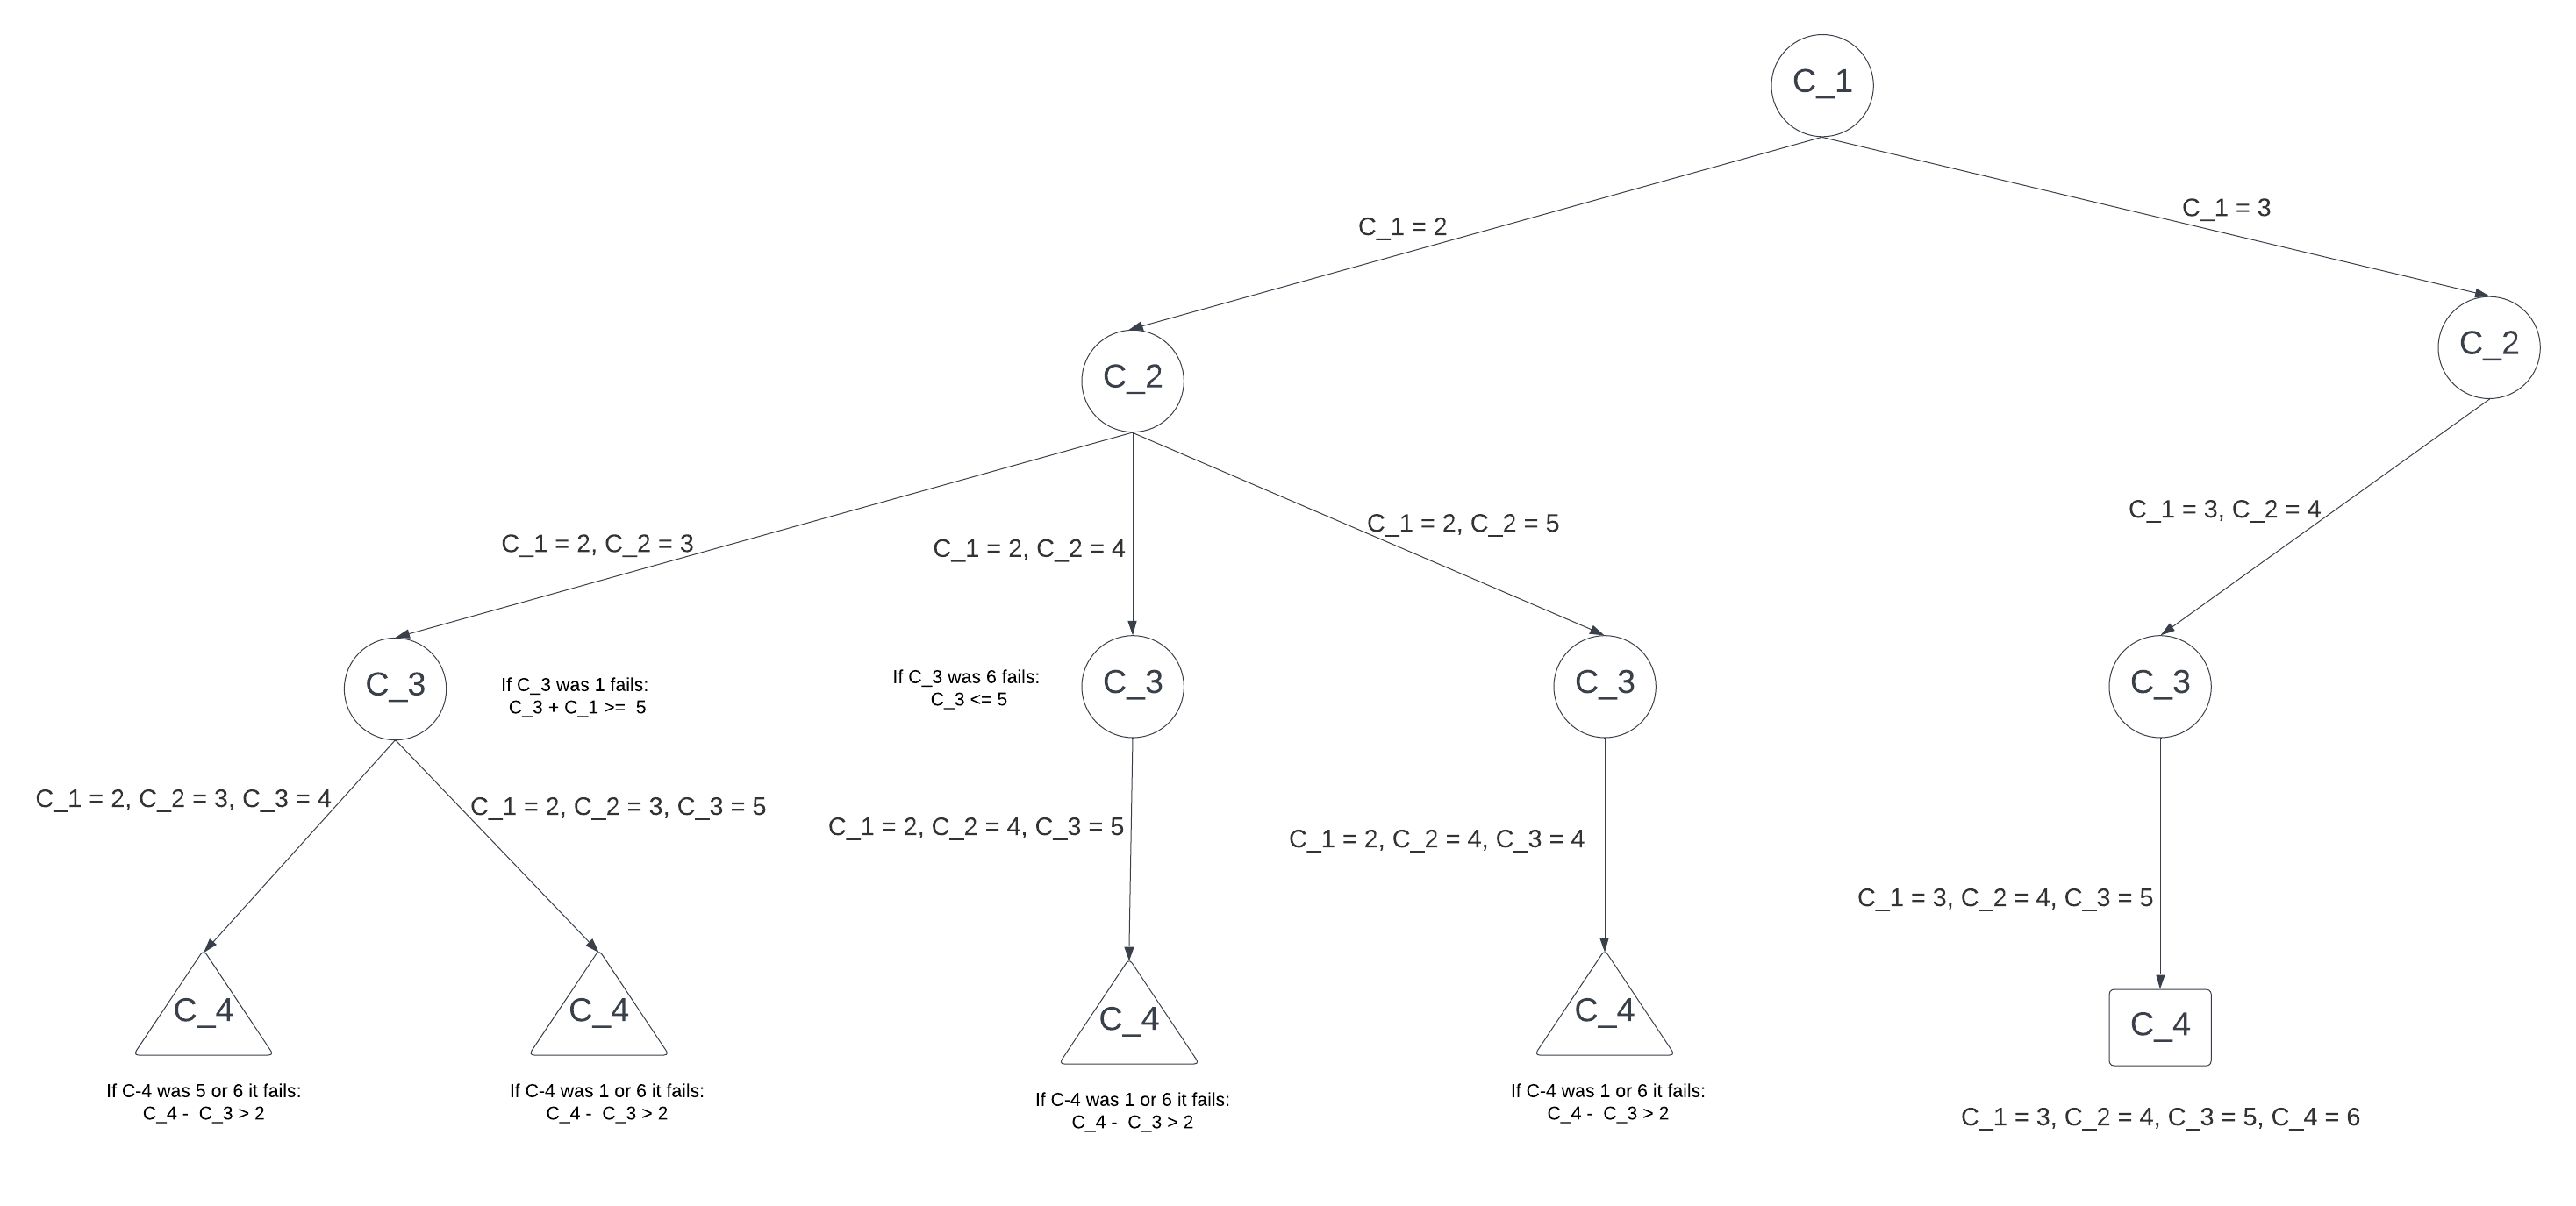 C_1
C_1 = 2
C_1 = 3
C_2
C_2
C_1 = 2, C_2 = 3
C_1 = 2, C_2 = 4
C_1 = 2, C_2 = 5
C_1 = 3, C_2 = 4
C_3
If C_3 was 1 fails:
C_3 + C_1 >=  5
If C_3 was 6 fails:
C_3 <= 5
C_3
C_3
C_3
C_1 = 2, C_2 = 3, C_3 = 4
C_1 = 2, C_2 = 3, C_3 = 5
C_1 = 2, C_2 = 4, C_3 = 5
C_1 = 2, C_2 = 4, C_3 = 4
C_1 = 3, C_2 = 4, C_3 = 5
C_4
C_4
C_4
C_4
C_4
If C-4 was 5 or 6 it fails:
C_4 -  C_3 > 2
If C-4 was 1 or 6 it fails:
C_4 -  C_3 > 2
If C-4 was 1 or 6 it fails:
C_4 -  C_3 > 2
If C-4 was 1 or 6 it fails:
C_4 -  C_3 > 2
C_1 = 3, C_2 = 4, C_3 = 5, C_4 = 6